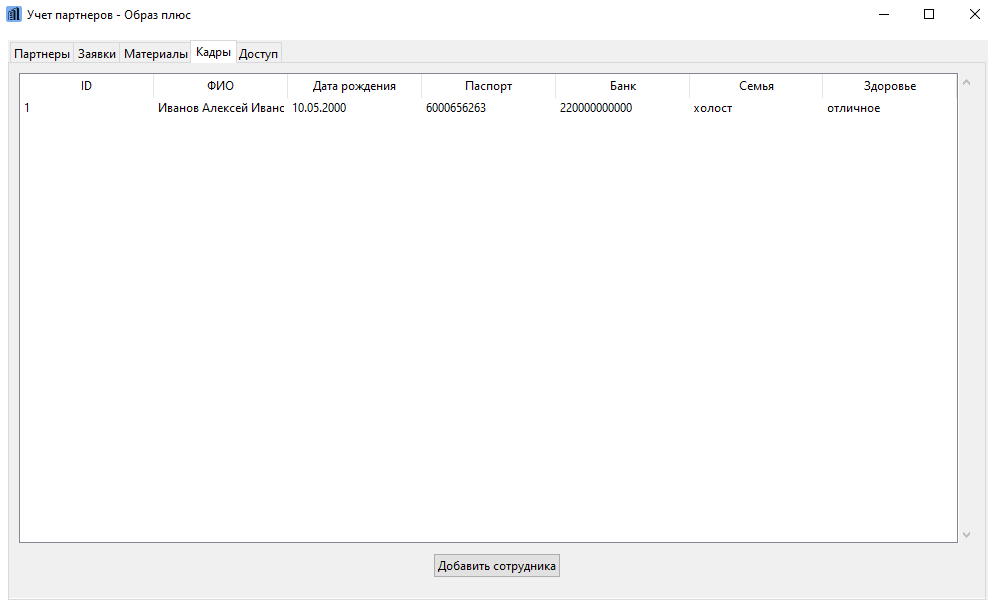 Учет партнеров - Образ плюс
Партнеры Заявки Материалы Кадры Доступ
ID ФИО Дата рождения Паспорт Банк Семья Здоровье
1 Иванов Алексей Иванс 10.05.2000 6000656263 220000000000 холост отличное
Добавить сотрудника